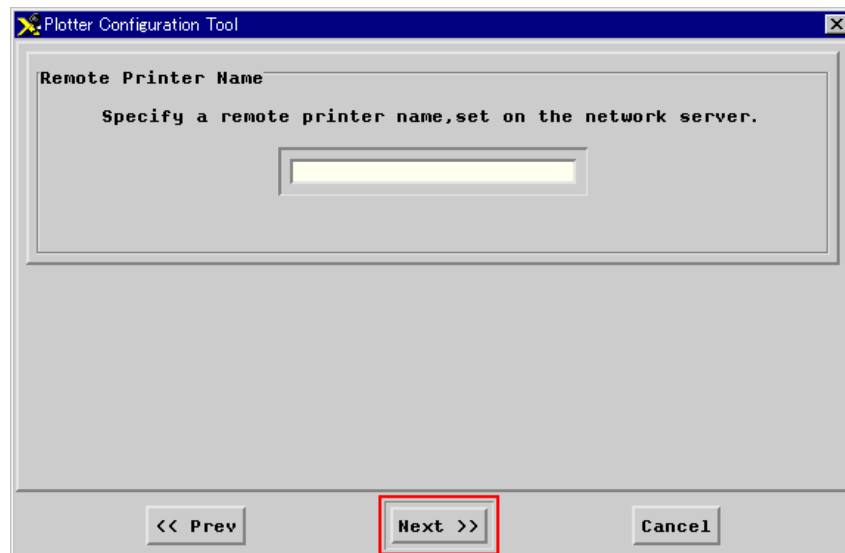 Plotter Configuration Tool
Remote Printer Name
Specify a remote printer name,set on the network server.
<< Prev
Next >>
Cancel